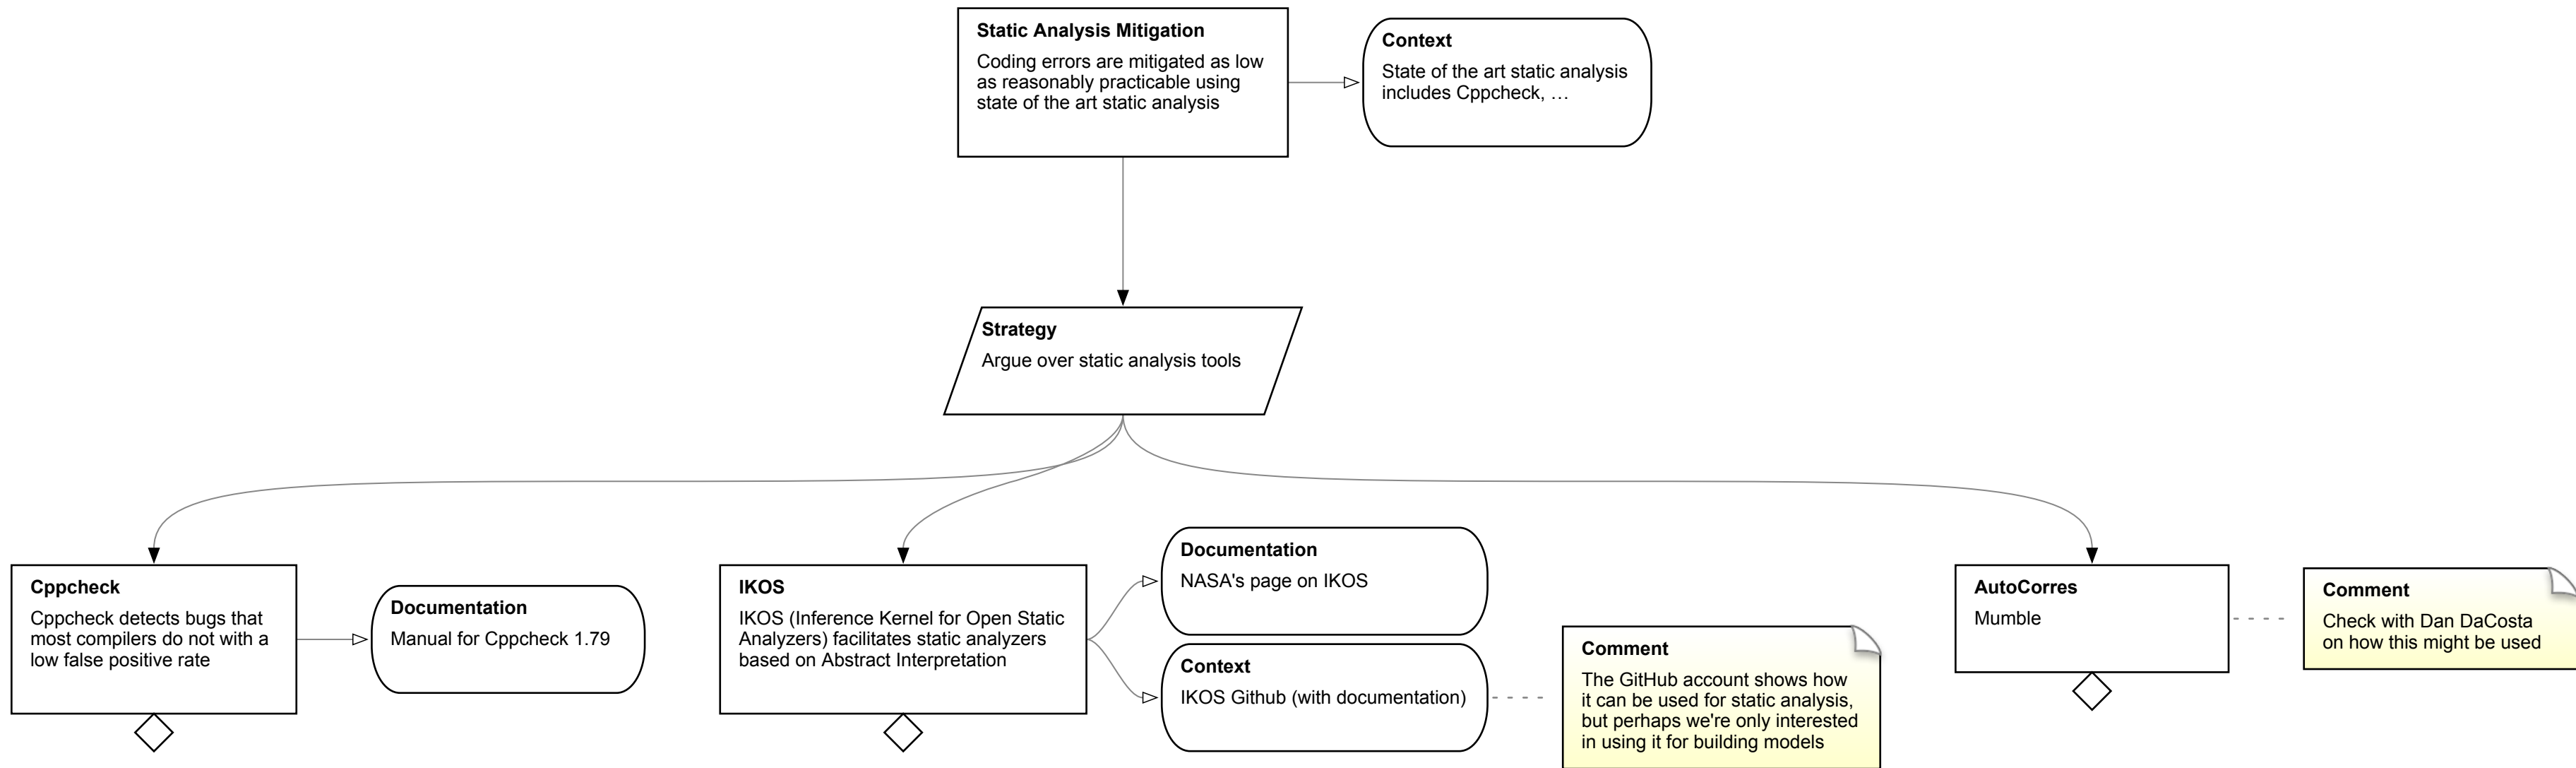 Static Analysis Mitigation
Coding errors are mitigated as low
as reasonably practicable using
state of the art static analysis
Context
State of the art static analysis
includes Cppcheck, …
Strategy
Argue over static analysis tools
Cppcheck
Cppcheck detects bugs that
most compilers do not with a
low false positive rate
Documentation
Manual for Cppcheck 1.79
IKOS
IKOS (Inference Kernel for Open Static
Analyzers) facilitates static analyzers
based on Abstract Interpretation
Documentation
NASA's page on IKOS
Context
IKOS Github (with documentation)
Comment
The GitHub account shows how
it can be used for static analysis,
but perhaps we're only interested
in using it for building models
AutoCorres
Mumble
Comment
Check with Dan DaCosta
on how this might be used